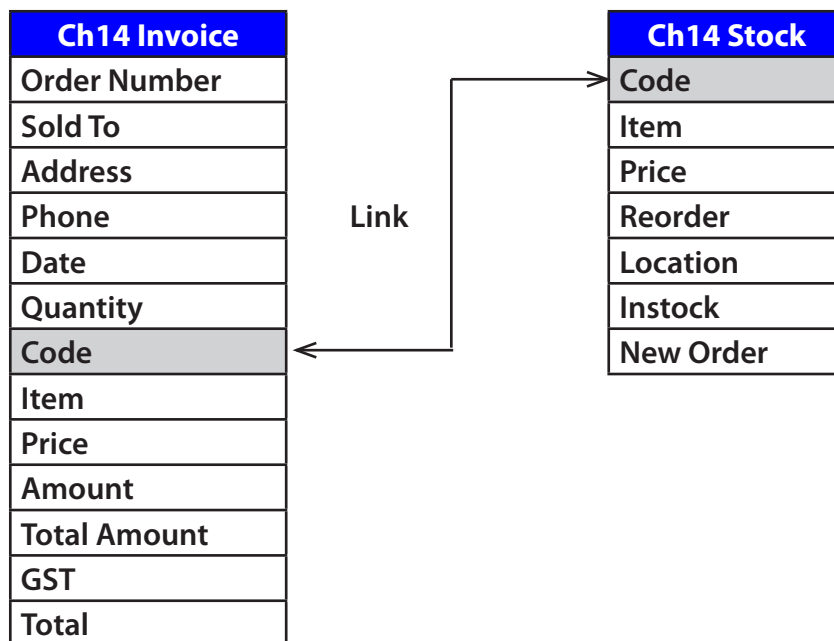 Ch14 Invoice
Order Number
Sold To
Address
Phone
Date
Quantity
Code
Item
Price
Amount
Total Amount
GST
Total
Link
Ch14 Stock
Code
Item
Price
Reorder
Location
Instock
New Order